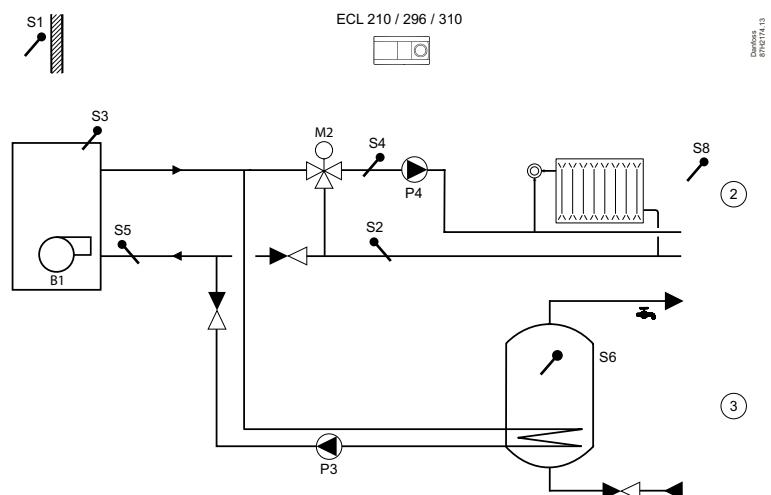 S1
ECL 210 / 296 / 310
Danfoss
87H2174.13
S3
M2
S4
S8
P4
2
S5
S2
B1
S6
3
P3